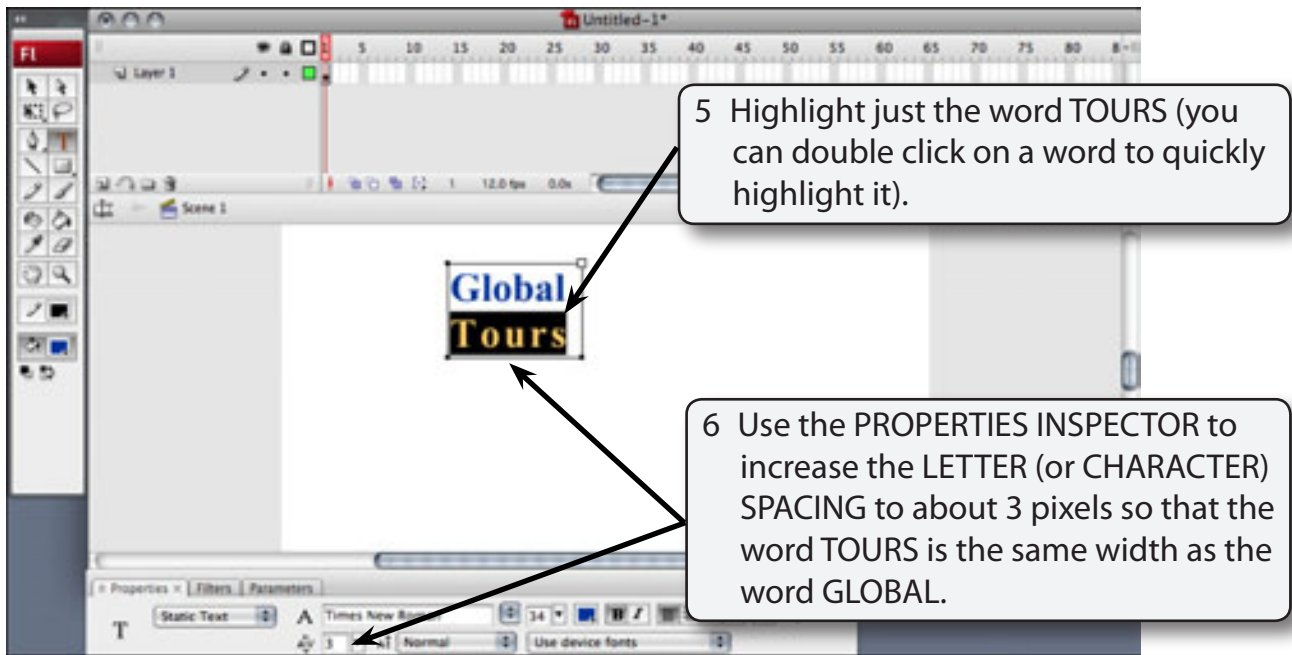 Untitled-1*
Fl
5 10 15 20 25 30 35 40 45 50 55 60 65 70 75 80
Layer 1
5 Highlight just the word TOURS (you
can double click on a word to quickly
highlight it).
1 12.0 fps 0.0s
Scene 1
Global
Tours
6 Use the PROPERTIES INSPECTOR to
increase the LETTER (or CHARACTER)
SPACING to about 3 pixels so that the
word TOURS is the same width as the
word GLOBAL.
Properties × Filters Parameters
T Static Text A Times New Roman 34 B I
3 Normal Use device fonts